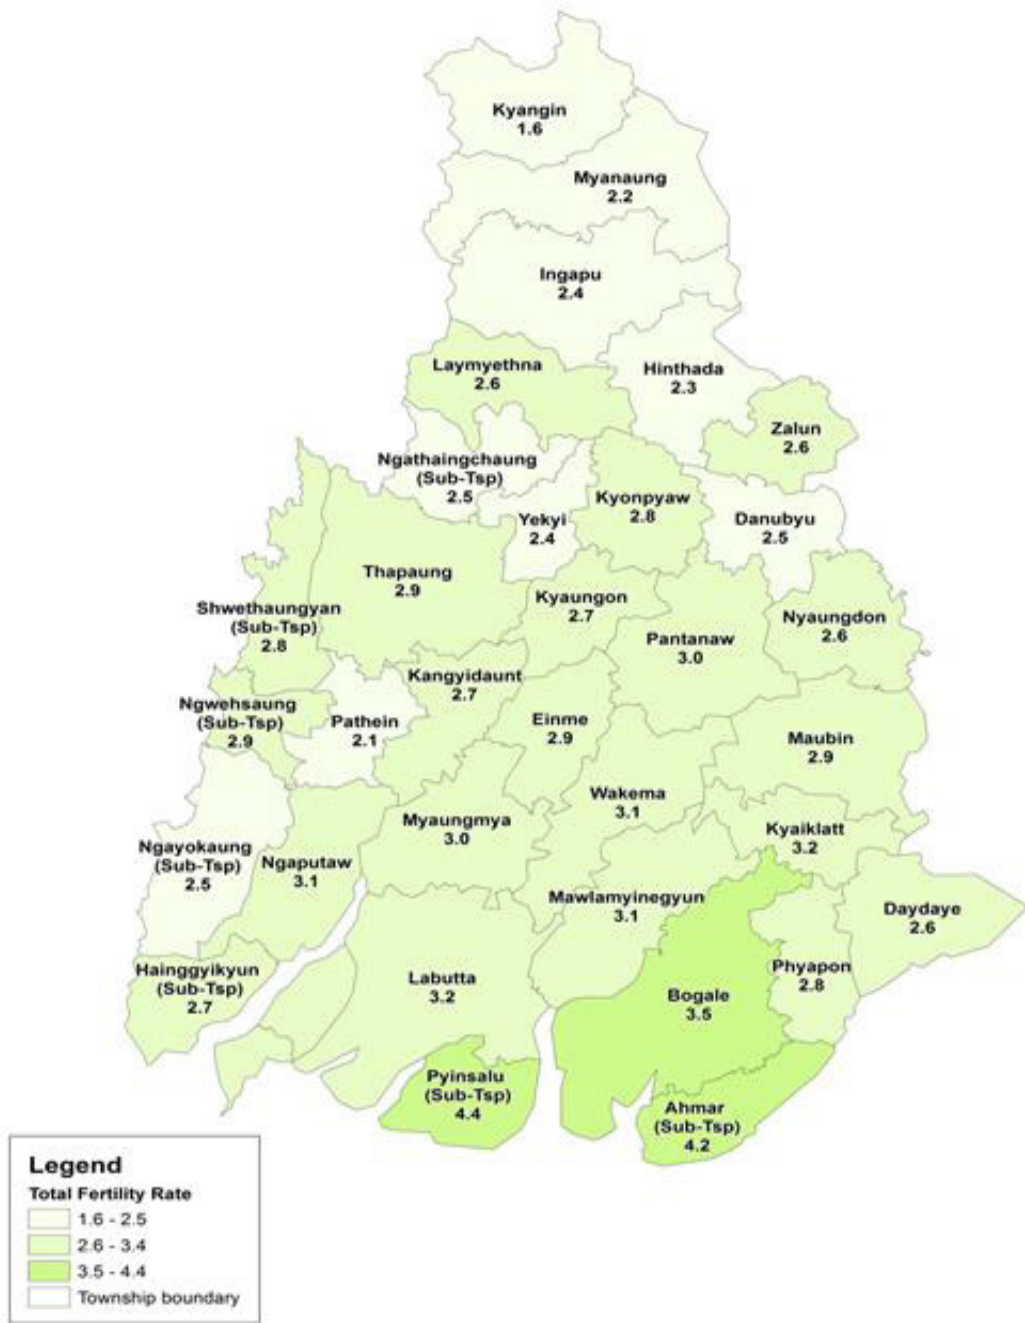 Kyangin
1.6
Myanaung
2.2
Ingapu
2.4
Laymyethna
2.6
Hinthada
2.3
Zalun
2.6
Ngathaingchaung
(Sub-Tsp)
2.5
Yekyi
2.4
Kyonpyaw
2.8
Danubyu
2.5
Thapaung
2.9
Shwethaungyan
(Sub-Tsp)
2.8
Kyaungon
2.7
Pantanaw
3.0
Nyaungdon
2.6
Kangyidaunt
2.7
Ngwehsaung
(Sub-Tsp)
2.9
Pathein
2.1
Einme
2.9
Maubin
2.9
Wakema
3.1
Myaungmya
3.0
Kyaiklatt
3.2
Ngayokaung
(Sub-Tsp)
2.5
Ngaputaw
3.1
Mawlamyinegyun
3.1
Daydaye
2.6
Hainggyikyun
(Sub-Tsp)
2.7
Labutta
3.2
Phyapon
2.8
Bogale
3.5
Pyinsalu
(Sub-Tsp)
4.4
Ahmar
(Sub-Tsp)
4.2
Legend
Total Fertility Rate
1.6 - 2.5
2.6 - 3.4
3.5 - 4.4
Township boundary